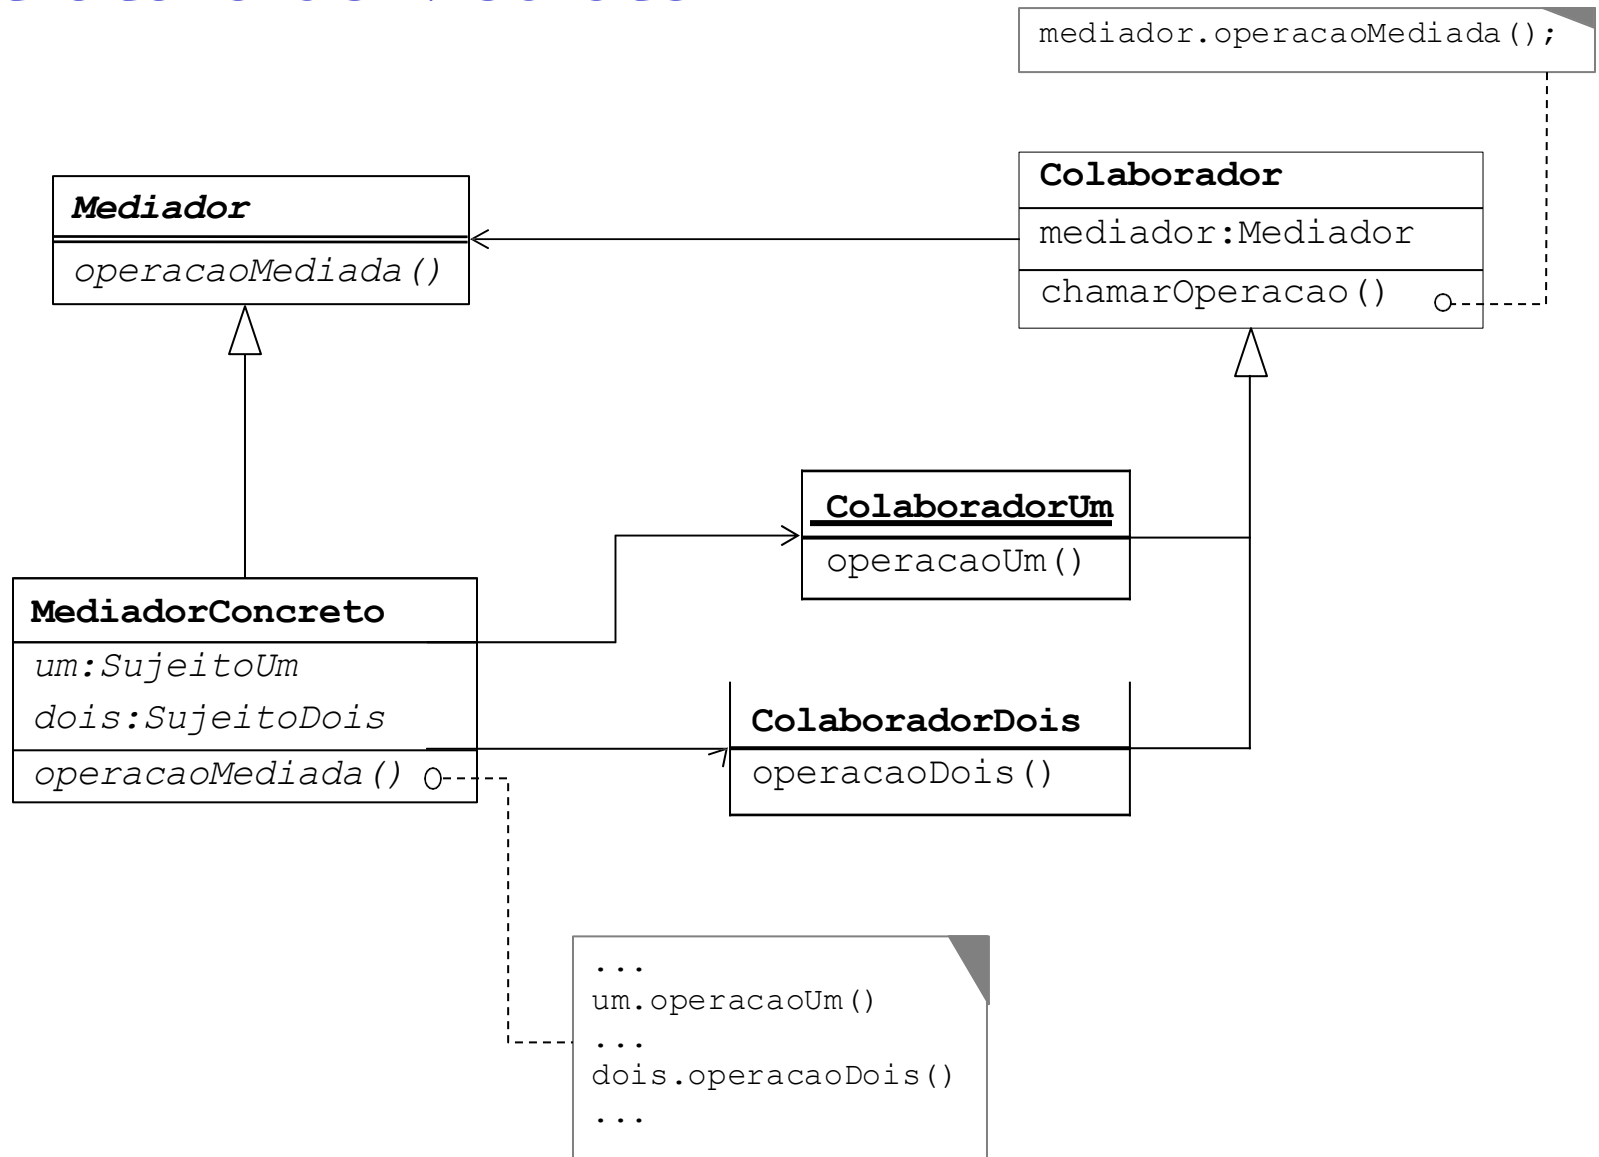 mediador.operacaoMediada();
Mediador
operacaoMediada()
Colaborador
mediador:Mediador
chamarOperacao()
ColaboradorUm
operacaoUm()
MediadorConcreto
um:SujeitoUm
dois:SujeitoDois
operacaoMediada()
ColaboradorDois
operacaoDois()
...
um.operacaoUm()
...
dois.operacaoDois()
...